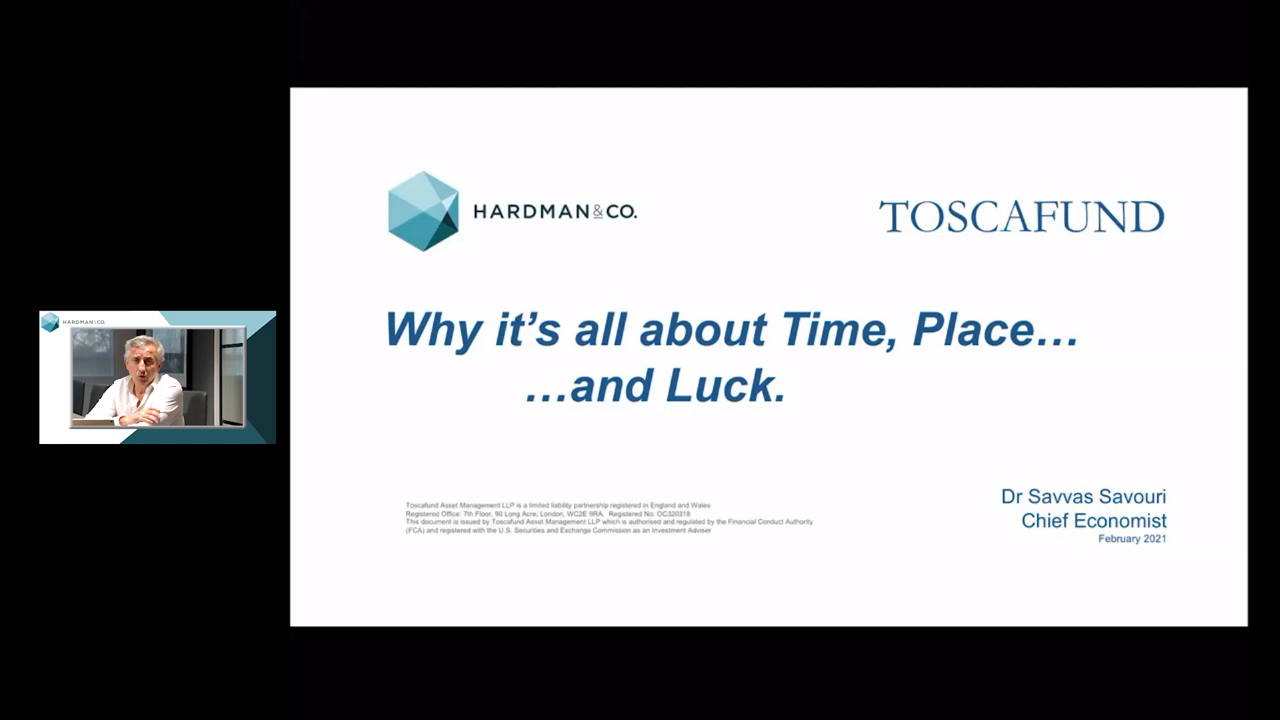 HARDMAN&CO.
TOSCAFUND
Why it's all about Time, Place…
…and Luck.
HARDMAN&CO.
Dr Savvas Savouri
Chief Economist
February 2021
Toscafund Asset Management LLP is a limited liability partnership registered in England and Wales
Registered Office: 7th Floor, 90 Long Acre, London, WC2E 9RA. Registered No: OC320318
This document is issued by Toscafund Asset Management LLP which is authorised and regulated by the Financial Conduct Authority
(FCA) and registered with the U.S. Securities and Exchange Commission as an Investment Adviser